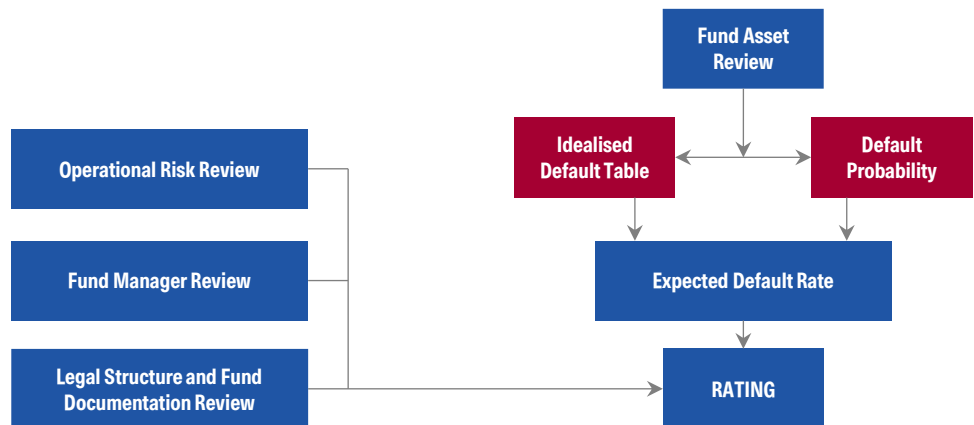 Fund Asset
Review
Idealised
Default Table
Default
Probability
Operational Risk Review
Fund Manager Review
Expected Default Rate
Legal Structure and Fund
Documentation Review
RATING